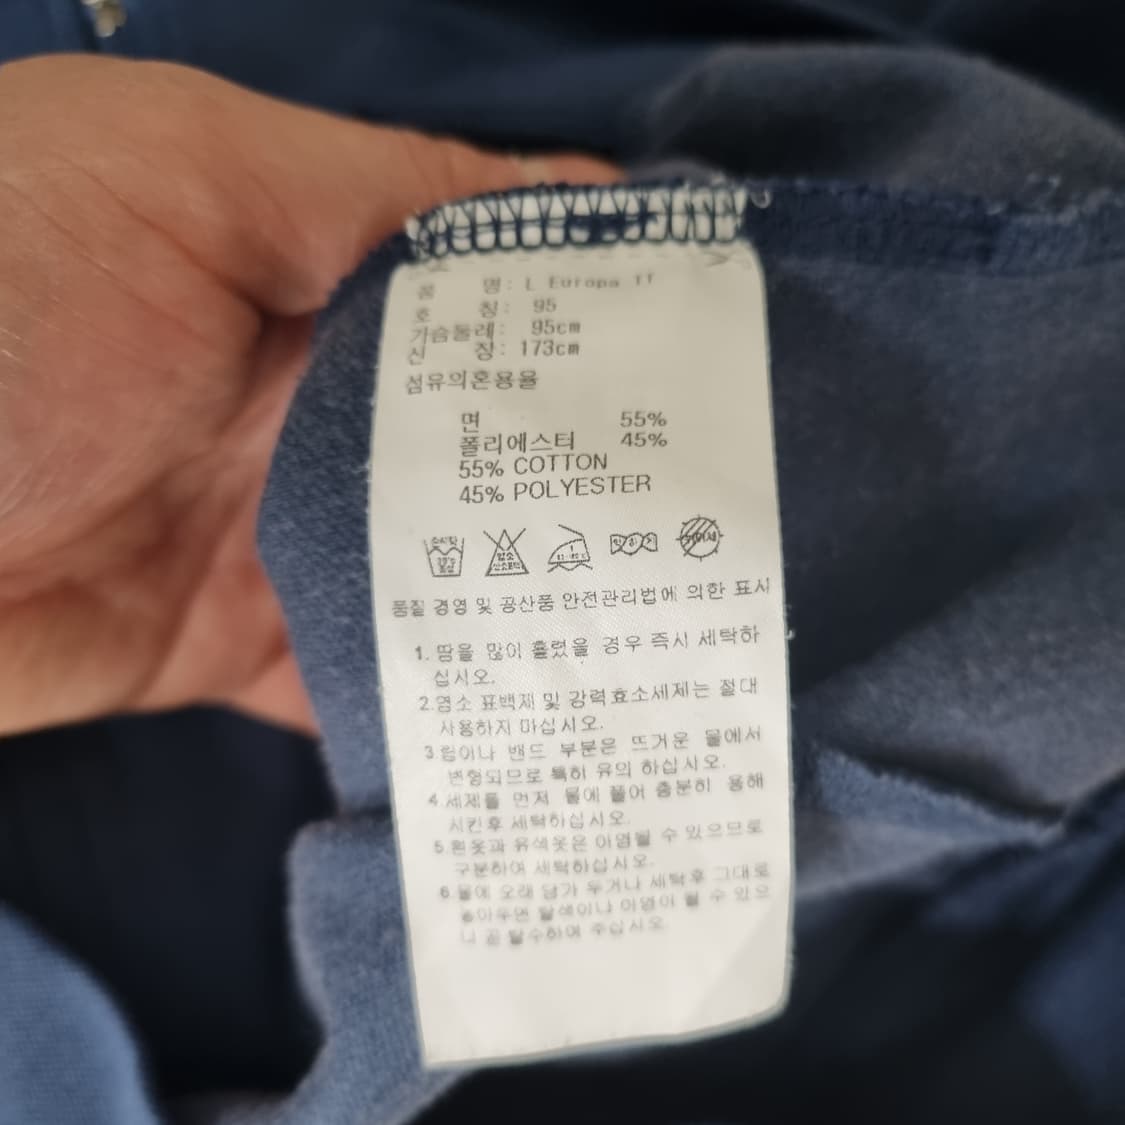 품 명: L Europa TT
호 칭: 95
가슴둘레: 95cm
신 장: 173cm
섬유의혼용율
면 55%
폴리에스터 45%
55% COTTON
45% POLYESTER
염소
산소표백
품질 경영 및 공산품 안전관리법에 의한 표시
1. 땀을 많이 흘렸을 경우 즉시 세탁하
십시오.
2.염소 표백제 및 강력효소세제는 절대
사용하지 마십시오.
3.립이나 밴드 부분은 뜨거운 물에서
변형되므로 특히 유의 하십시오.
4.세제를 먼저 물에 풀어 충분히 용해
시킨후 세탁하십시오.
5.흰옷과 유색옷은 이염될 수 있으므로
구분하여 세탁하십시오.
6.물에 오래 담가 두거나 세탁후 그대로
놓아두면 탈색이나 이염이 될 수 있으
니 곧 탈수하여 주십시오.